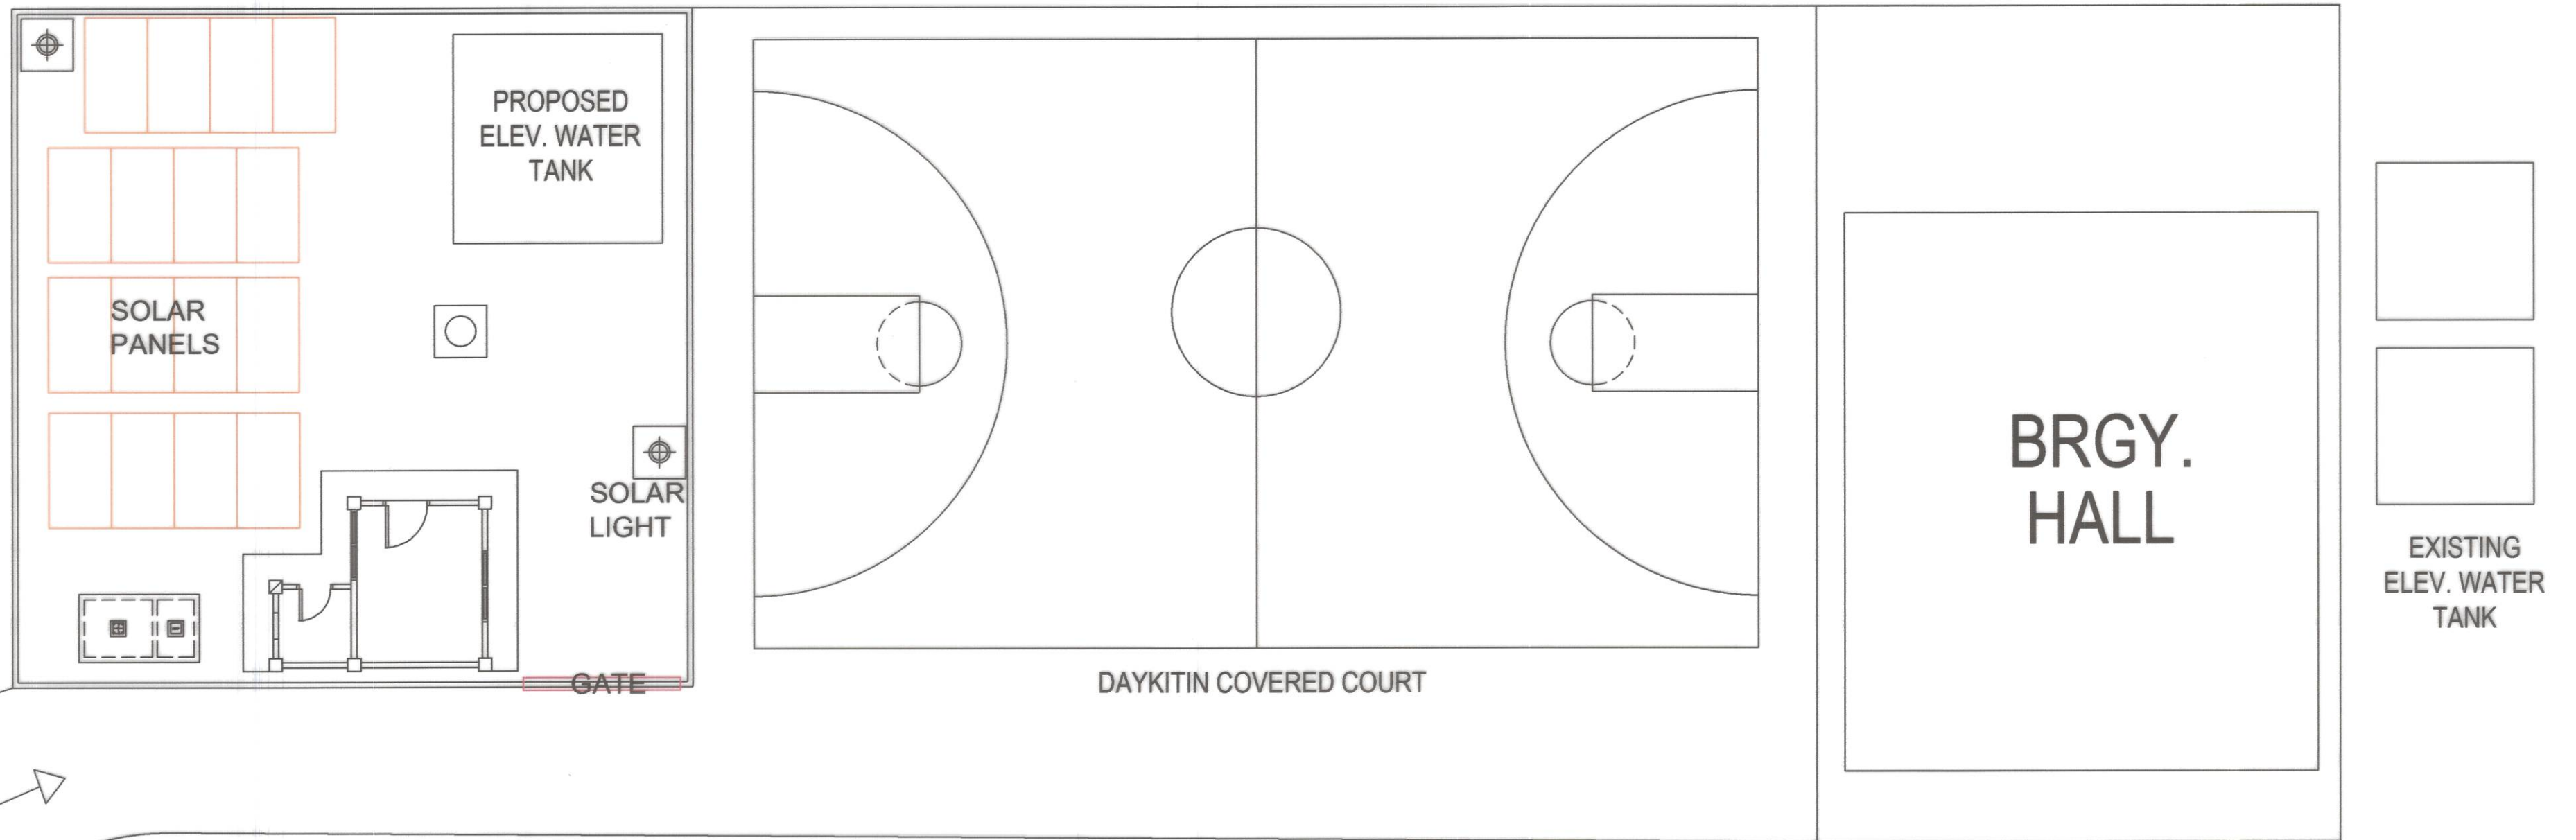 PROPOSED
ELEV. WATER
TANK
SOLAR
PANELS
SOLAR
LIGHT
GATE
DAYKITIN COVERED COURT
BRGY.
HALL
EXISTING
ELEV. WATER
TANK